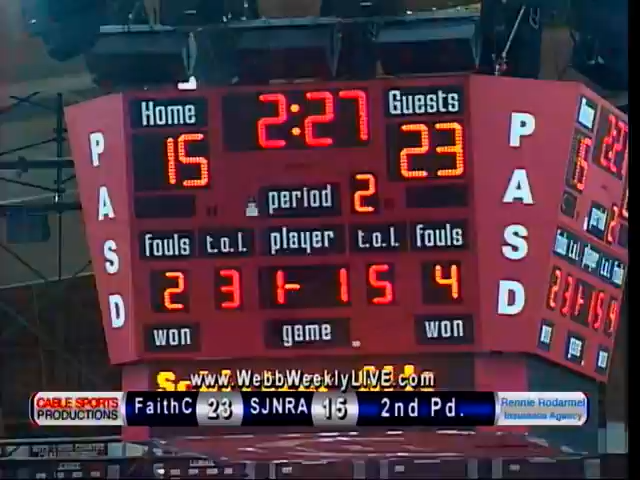 Home 2:27 Guests
15 23
period 2
fouls t.o.l. player t.o.l. fouls
2 3 1 5 4
won game won
PASD
PASD
www.WebbWeeklyLIVE.com
CABLE SPORTS PRODUCTIONS
FaithC 23 SJNRA 15 2nd Pd.
Rennie Rodarmel
Insurance Agency